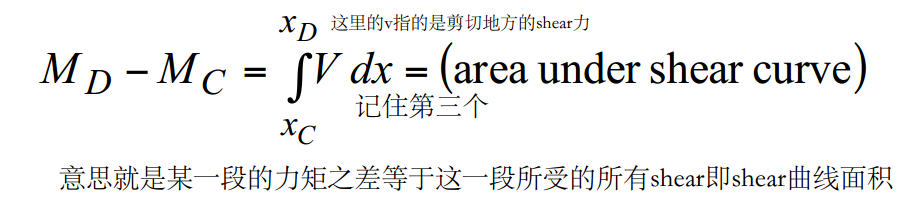 这里的v指的是剪切地方的shear力
M_D − M_C = ∫_{x_C}^{x_D} V dx = (area under shear curve)
记住第三个
意思就是某一段的力矩之差等于这一段所受的所有shear即shear曲线面积